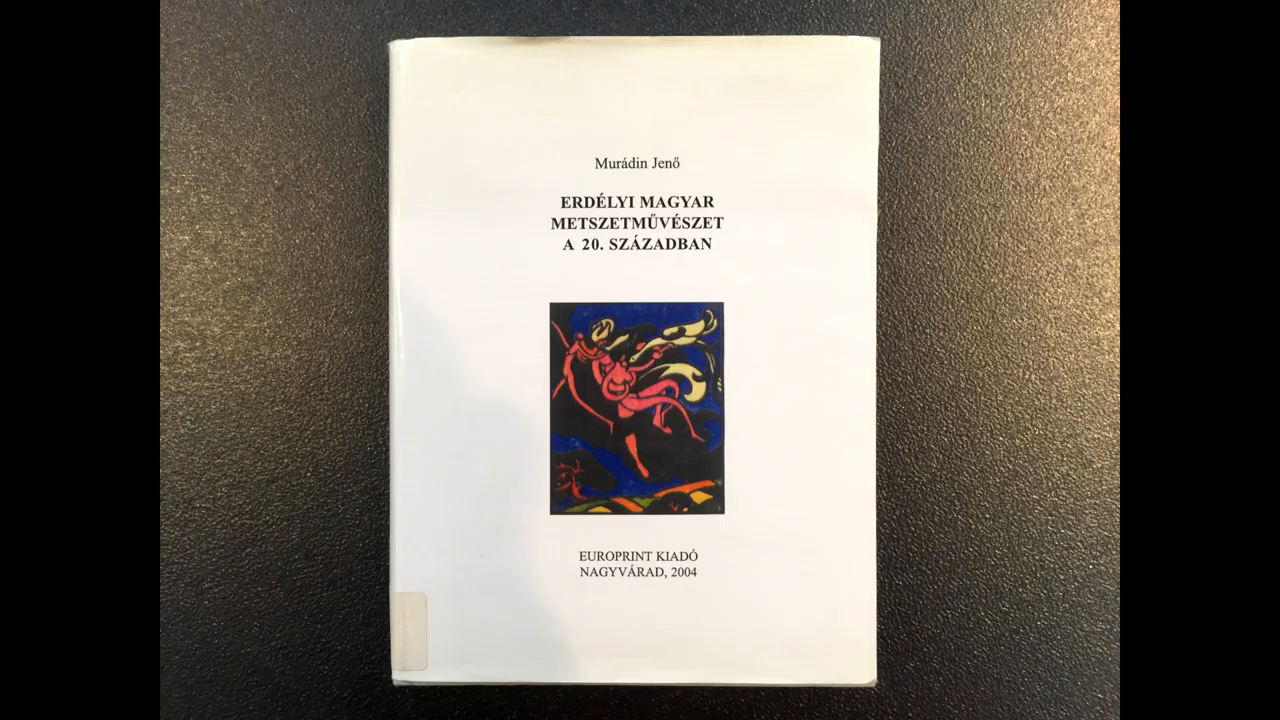 Murádin Jenő
ERDÉLYI MAGYAR
METSZETMŰVÉSZET
A 20. SZÁZADBAN
EUROPRINT KIADÓ
NAGYVÁRAD, 2004